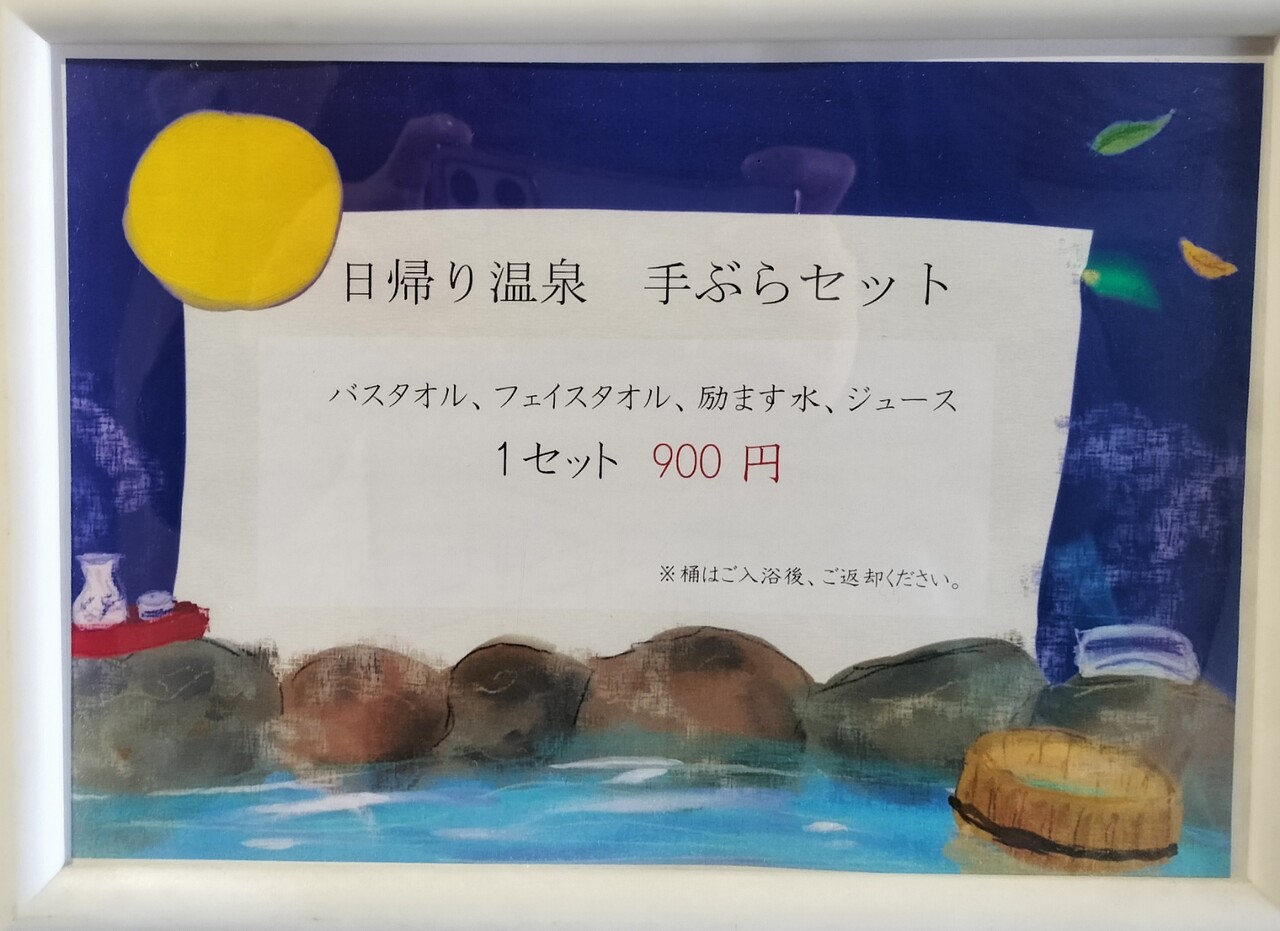 日帰り温泉　手ぶらセット
バスタオル、フェイスタオル、励ます水、ジュース
1セット 900 円
※桶はご入浴後、ご返却ください。